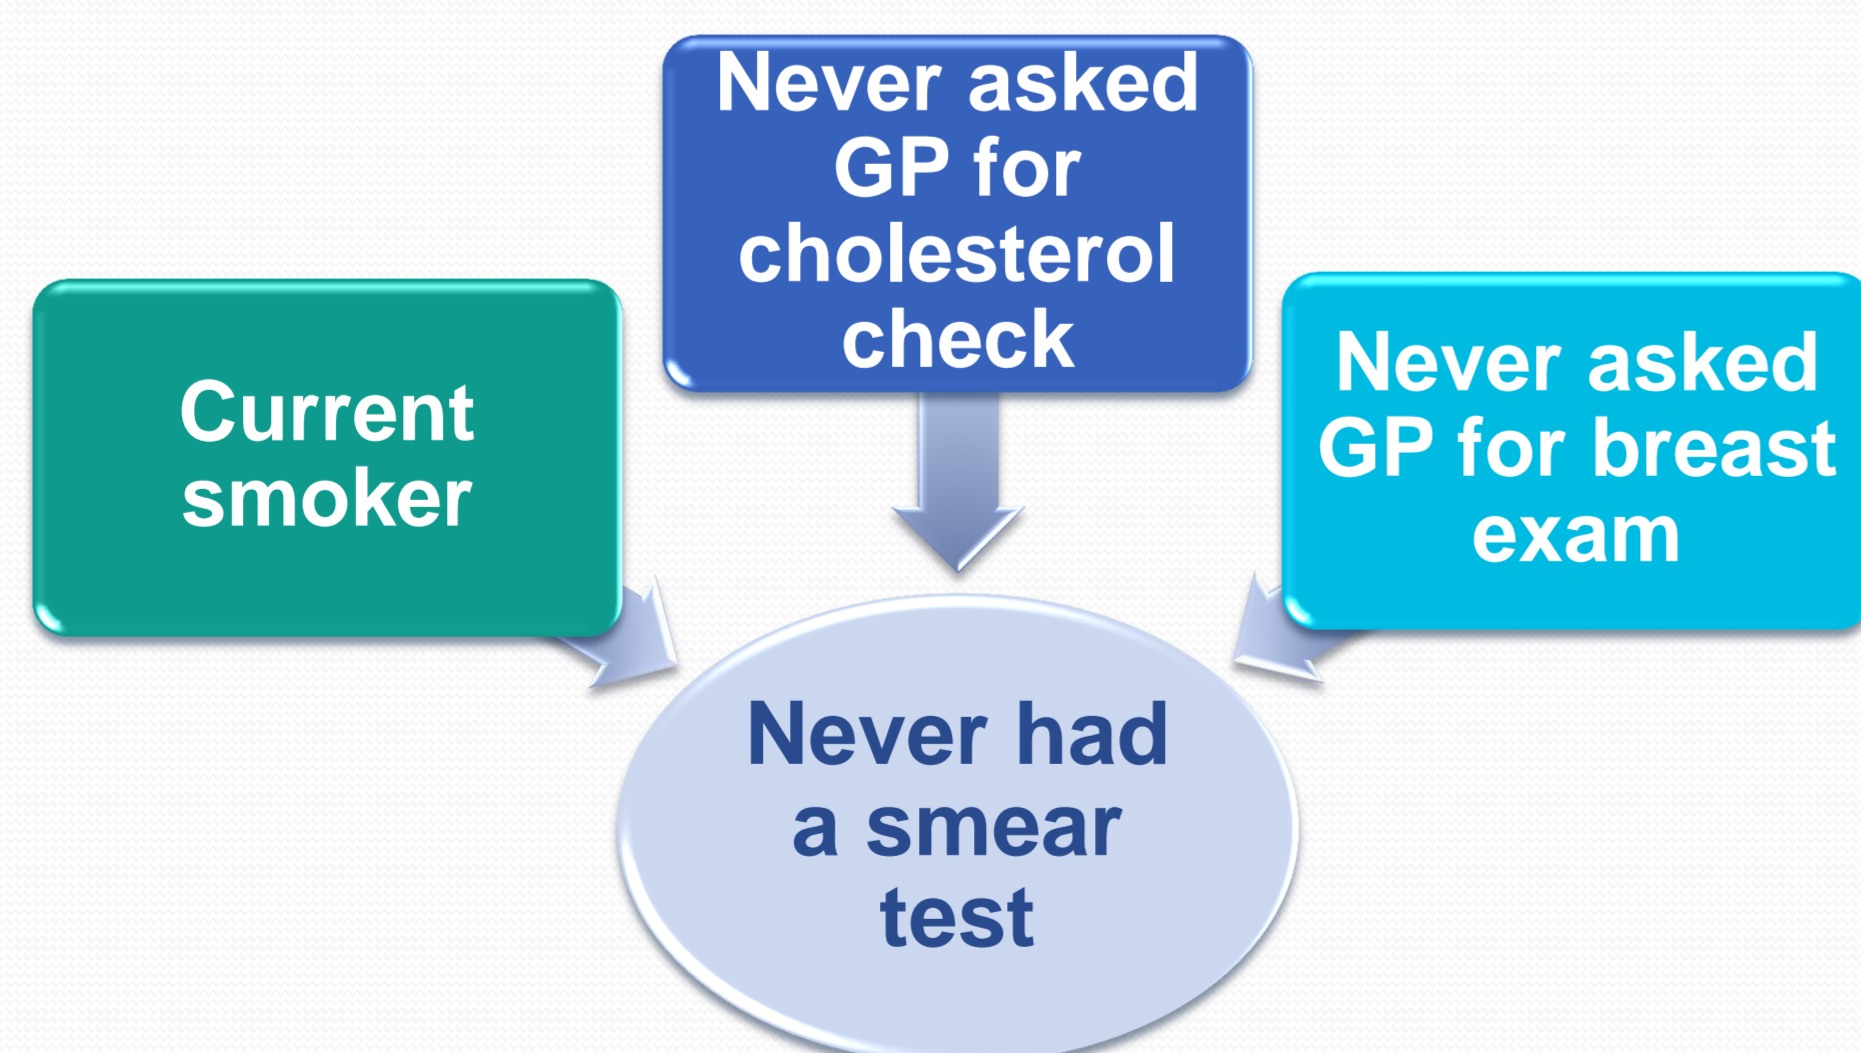 Never asked
GP for
cholesterol
check
Current
smoker
Never asked
GP for breast
exam
Never had
a smear
test